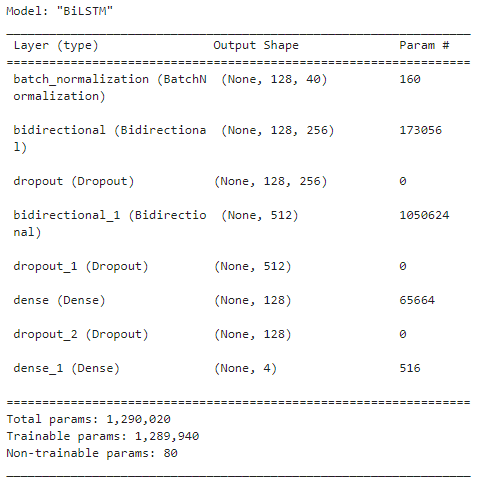 Model: "BiLSTM"
_________________________________________________________________
Layer (type) Output Shape Param #
=================================================================
batch_normalization (BatchN (None, 128, 40) 160
ormalization)
bidirectional (Bidirectiona (None, 128, 256) 173056
l)
dropout (Dropout) (None, 128, 256) 0
bidirectional_1 (Bidirectio (None, 512) 1050624
nal)
dropout_1 (Dropout) (None, 512) 0
dense (Dense) (None, 128) 65664
dropout_2 (Dropout) (None, 128) 0
dense_1 (Dense) (None, 4) 516
=================================================================
Total params: 1,290,020
Trainable params: 1,289,940
Non-trainable params: 80
_________________________________________________________________